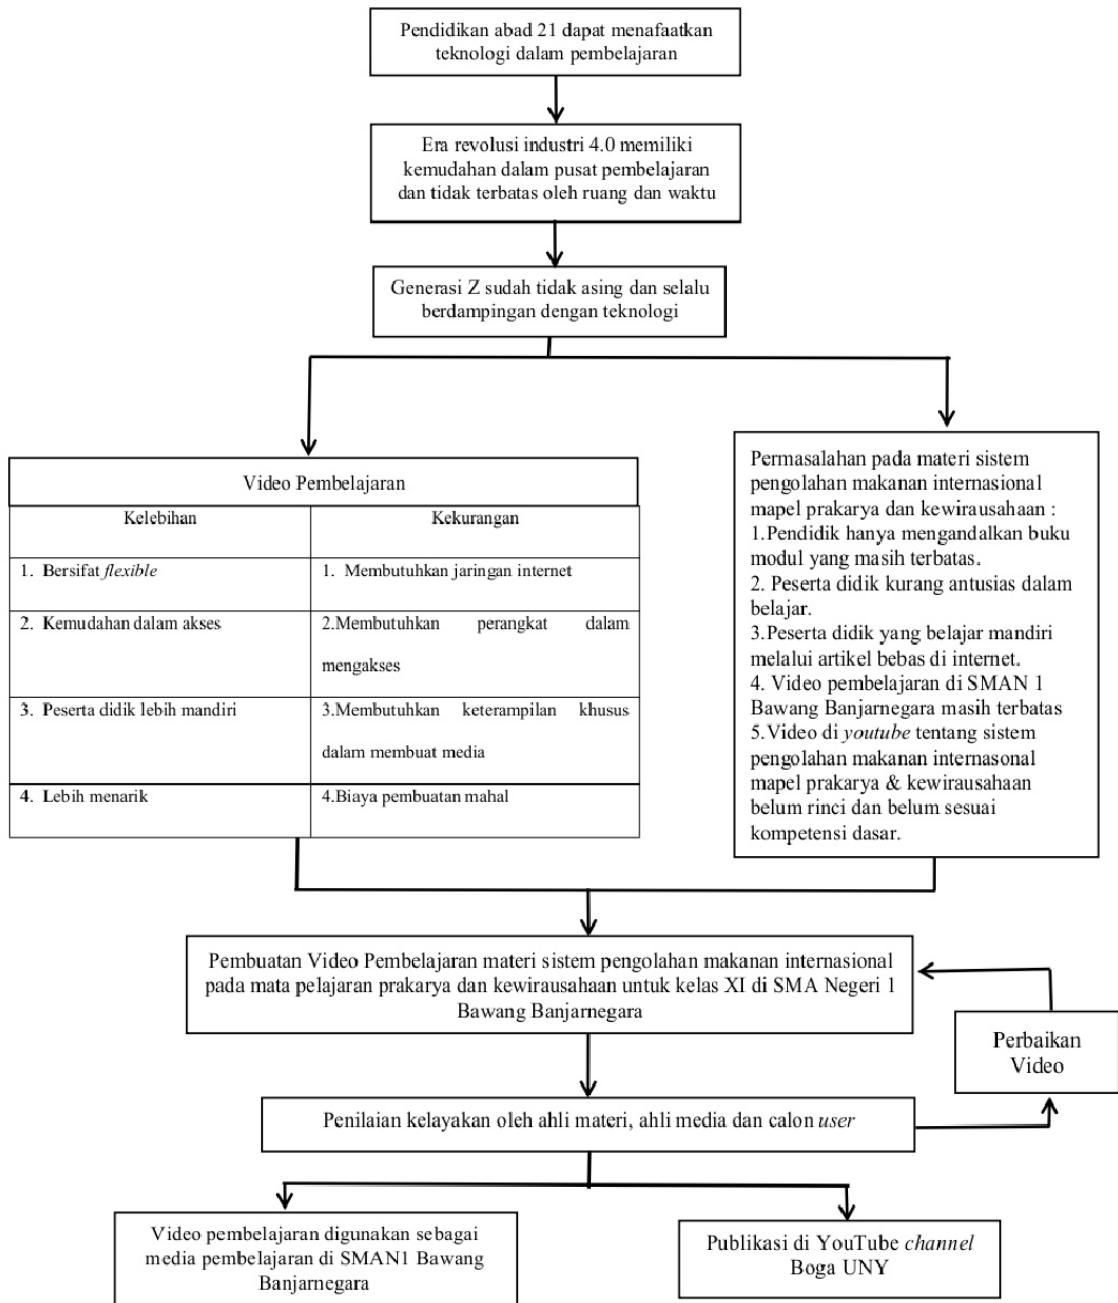 Pendidikan abad 21 dapat menafaatkan
teknologi dalam pembelajaran
Era revolusi industri 4.0 memiliki
kemudahan dalam pusat pembelajaran
dan tidak terbatas oleh ruang dan waktu
Generasi Z sudah tidak asing dan selalu
berdampingan dengan teknologi
Video Pembelajaran
Kelebihan Kekurangan
1. Bersifat flexible 1. Membutuhkan jaringan internet
2. Kemudahan dalam akses 2.Membutuhkan perangkat dalam
mengakses
3. Peserta didik lebih mandiri 3.Membutuhkan keterampilan khusus
dalam membuat media
4. Lebih menarik 4.Biaya pembuatan mahal
Permasalahan pada materi sistem
pengolahan makanan internasional
mapel prakarya dan kewirausahaan :
1.Pendidik hanya mengandalkan buku
modul yang masih terbatas.
2. Peserta didik kurang antusias dalam
belajar.
3.Peserta didik yang belajar mandiri
melalui artikel bebas di internet.
4. Video pembelajaran di SMAN 1
Bawang Banjarnegara masih terbatas
5.Video di youtube tentang sistem
pengolahan makanan internasonal
mapel prakarya & kewirausahaan
belum rinci dan belum sesuai
kompetensi dasar.
Pembuatan Video Pembelajaran materi sistem pengolahan makanan internasional
pada mata pelajaran prakarya dan kewirausahaan untuk kelas XI di SMA Negeri 1
Bawang Banjarnegara
Perbaikan
Video
Penilaian kelayakan oleh ahli materi, ahli media dan calon user
Video pembelajaran digunakan sebagai
media pembelajaran di SMAN1 Bawang
Banjarnegara
Publikasi di YouTube channel
Boga UNY